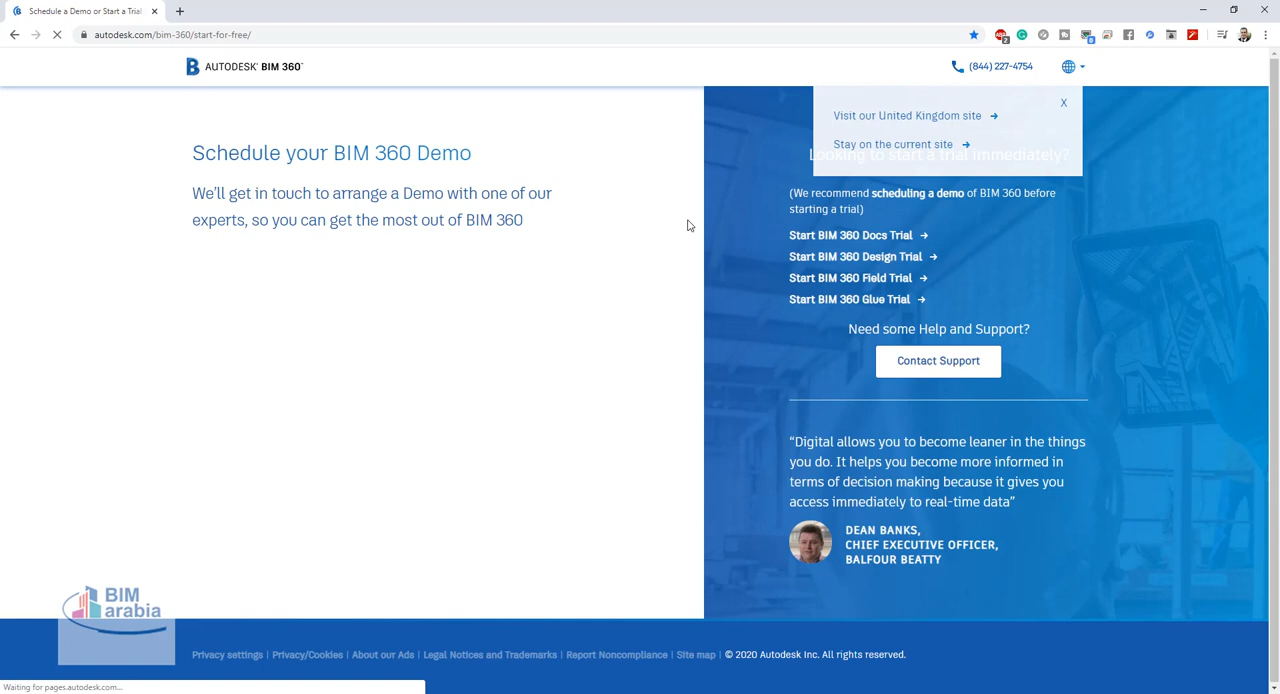 Schedule a Demo or Start a Trial
autodesk.com/bim-360/start-for-free/
AUTODESK® BIM 360™
(844) 227-4754
X
Visit our United Kingdom site →
Stay on the current site →
Looking to start a trial immediately?
Schedule your BIM 360 Demo
We'll get in touch to arrange a Demo with one of our
experts, so you can get the most out of BIM 360
(We recommend scheduling a demo of BIM 360 before
starting a trial)
Start BIM 360 Docs Trial →
Start BIM 360 Design Trial →
Start BIM 360 Field Trial →
Start BIM 360 Glue Trial →
Need some Help and Support?
Contact Support
“Digital allows you to become leaner in the things
you do. It helps you become more informed in
terms of decision making because it gives you
access immediately to real-time data”
DEAN BANKS,
CHIEF EXECUTIVE OFFICER,
BALFOUR BEATTY
BIM
arabia
Privacy settings | Privacy/Cookies | About our Ads | Legal Notices and Trademarks | Report Noncompliance | Site map | © 2020 Autodesk Inc. All rights reserved.
Waiting for pages.autodesk.com...